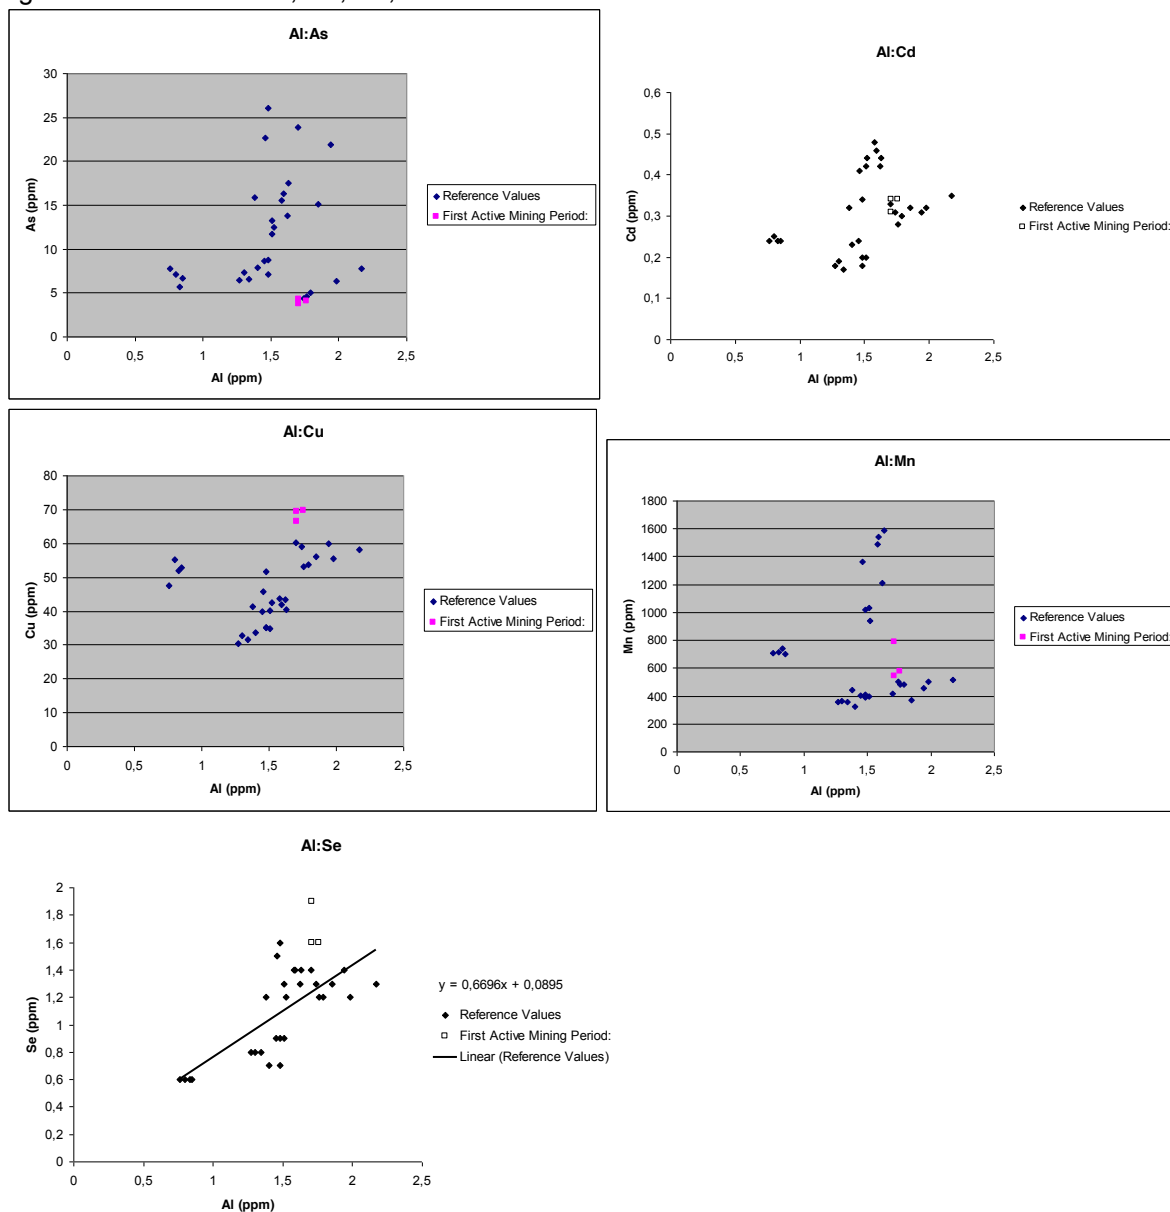 Al:As
30
25
20
15
10
5
0
As (ppm)
0 0,5 1 1,5 2 2,5
Al (ppm)
Reference Values
First Active Mining Period:
Al:Cd
0,6
0,5
0,4
0,3
0,2
0,1
0
Cd (ppm)
0 0,5 1 1,5 2 2,5
Al (ppm)
Reference Values
First Active Mining Period:
Al:Cu
80
70
60
50
40
30
20
10
0
Cu (ppm)
0 0,5 1 1,5 2 2,5
Al (ppm)
Reference Values
First Active Mining Period:
Al:Mn
1800
1600
1400
1200
1000
800
600
400
200
0
Mn (ppm)
0 0,5 1 1,5 2 2,5
Al (ppm)
Reference Values
First Active Mining Period:
Al:Se
2
1,8
1,6
1,4
1,2
1
0,8
0,6
0,4
0,2
0
Se (ppm)
0 0,5 1 1,5 2 2,5
Al (ppm)
y = 0,6696x + 0,0895
Reference Values
First Active Mining Period:
Linear (Reference Values)